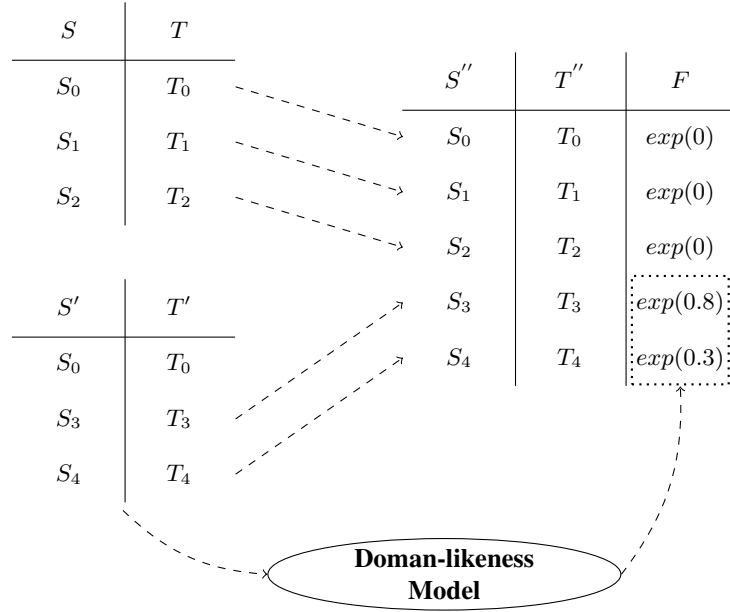 S T
S₀ T₀
S₁ T₁
S₂ T₂
S′ T′
S₀ T₀
S₃ T₃
S₄ T₄
S′′ T′′ F
S₀ T₀ exp(0)
S₁ T₁ exp(0)
S₂ T₂ exp(0)
S₃ T₃ exp(0.8)
S₄ T₄ exp(0.3)
Doman-likeness
Model